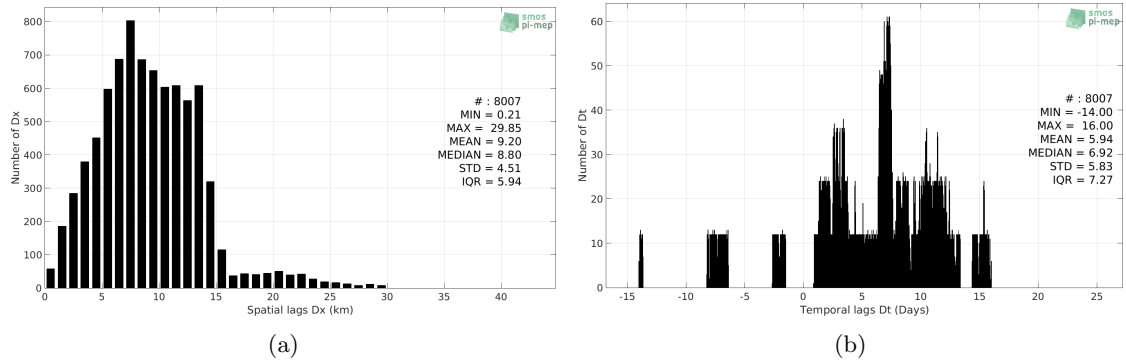 800
700
600
500
400
300
200
100
0
Number of Dx
smos
pi-mep
# : 8007
MIN = 0.21
MAX = 29.85
MEAN = 9.20
MEDIAN = 8.80
STD = 4.51
IQR = 5.94
0 5 10 15 20 25 30 35 40
Spatial lags Dx (km)
(a)
60
50
40
30
20
10
0
Number of Dt
smos
pi-mep
# : 8007
MIN = -14.00
MAX = 16.00
MEAN = 5.94
MEDIAN = 6.92
STD = 5.83
IQR = 7.27
-15 -10 -5 0 5 10 15 20 25
Temporal lags Dt (Days)
(b)